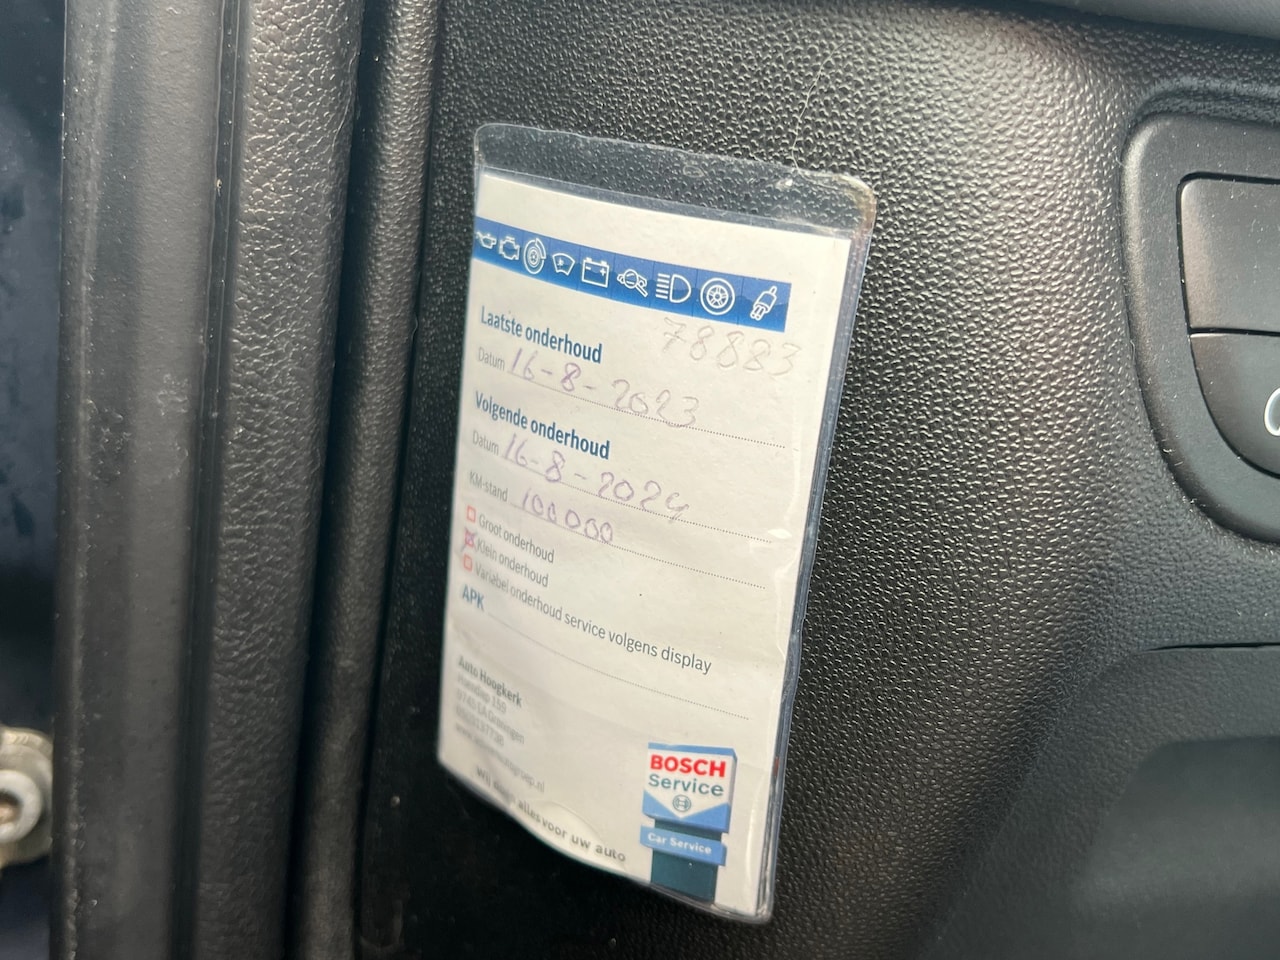 Laatste onderhoud
78883
Datum 16-8-2023
Volgende onderhoud
Datum 16-8-2024
KM-stand 100000
Groot onderhoud
Klein onderhoud
Variabel onderhoud service volgens display
APK
Auto Hoogkerk
alles voor uw auto
BOSCH
Service
Car Service